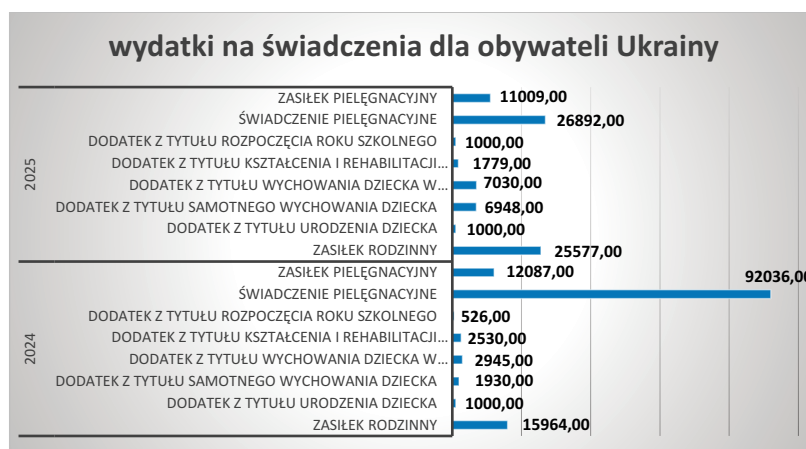 wydatki na świadczenia dla obywateli Ukrainy
2025
ZASIŁEK PIELĘGNACYJNY 11009,00
ŚWIADCZENIE PIELĘGNACYJNE 26892,00
DODATEK Z TYTUŁU ROZPOCZĘCIA ROKU SZKOLNEGO 1000,00
DODATEK Z TYTUŁU KSZTAŁCENIA I REHABILITACJI... 1779,00
DODATEK Z TYTUŁU WYCHOWANIA DZIECKA W... 7030,00
DODATEK Z TYTUŁU SAMOTNEGO WYCHOWANIA DZIECKA 6948,00
DODATEK Z TYTUŁU URODZENIA DZIECKA 1000,00
ZASIŁEK RODZINNY 25577,00
2024
ZASIŁEK PIELĘGNACYJNY 12087,00
ŚWIADCZENIE PIELĘGNACYJNE 92036,00
DODATEK Z TYTUŁU ROZPOCZĘCIA ROKU SZKOLNEGO 526,00
DODATEK Z TYTUŁU KSZTAŁCENIA I REHABILITACJI... 2530,00
DODATEK Z TYTUŁU WYCHOWANIA DZIECKA W... 2945,00
DODATEK Z TYTUŁU SAMOTNEGO WYCHOWANIA DZIECKA 1930,00
DODATEK Z TYTUŁU URODZENIA DZIECKA 1000,00
ZASIŁEK RODZINNY 15964,00